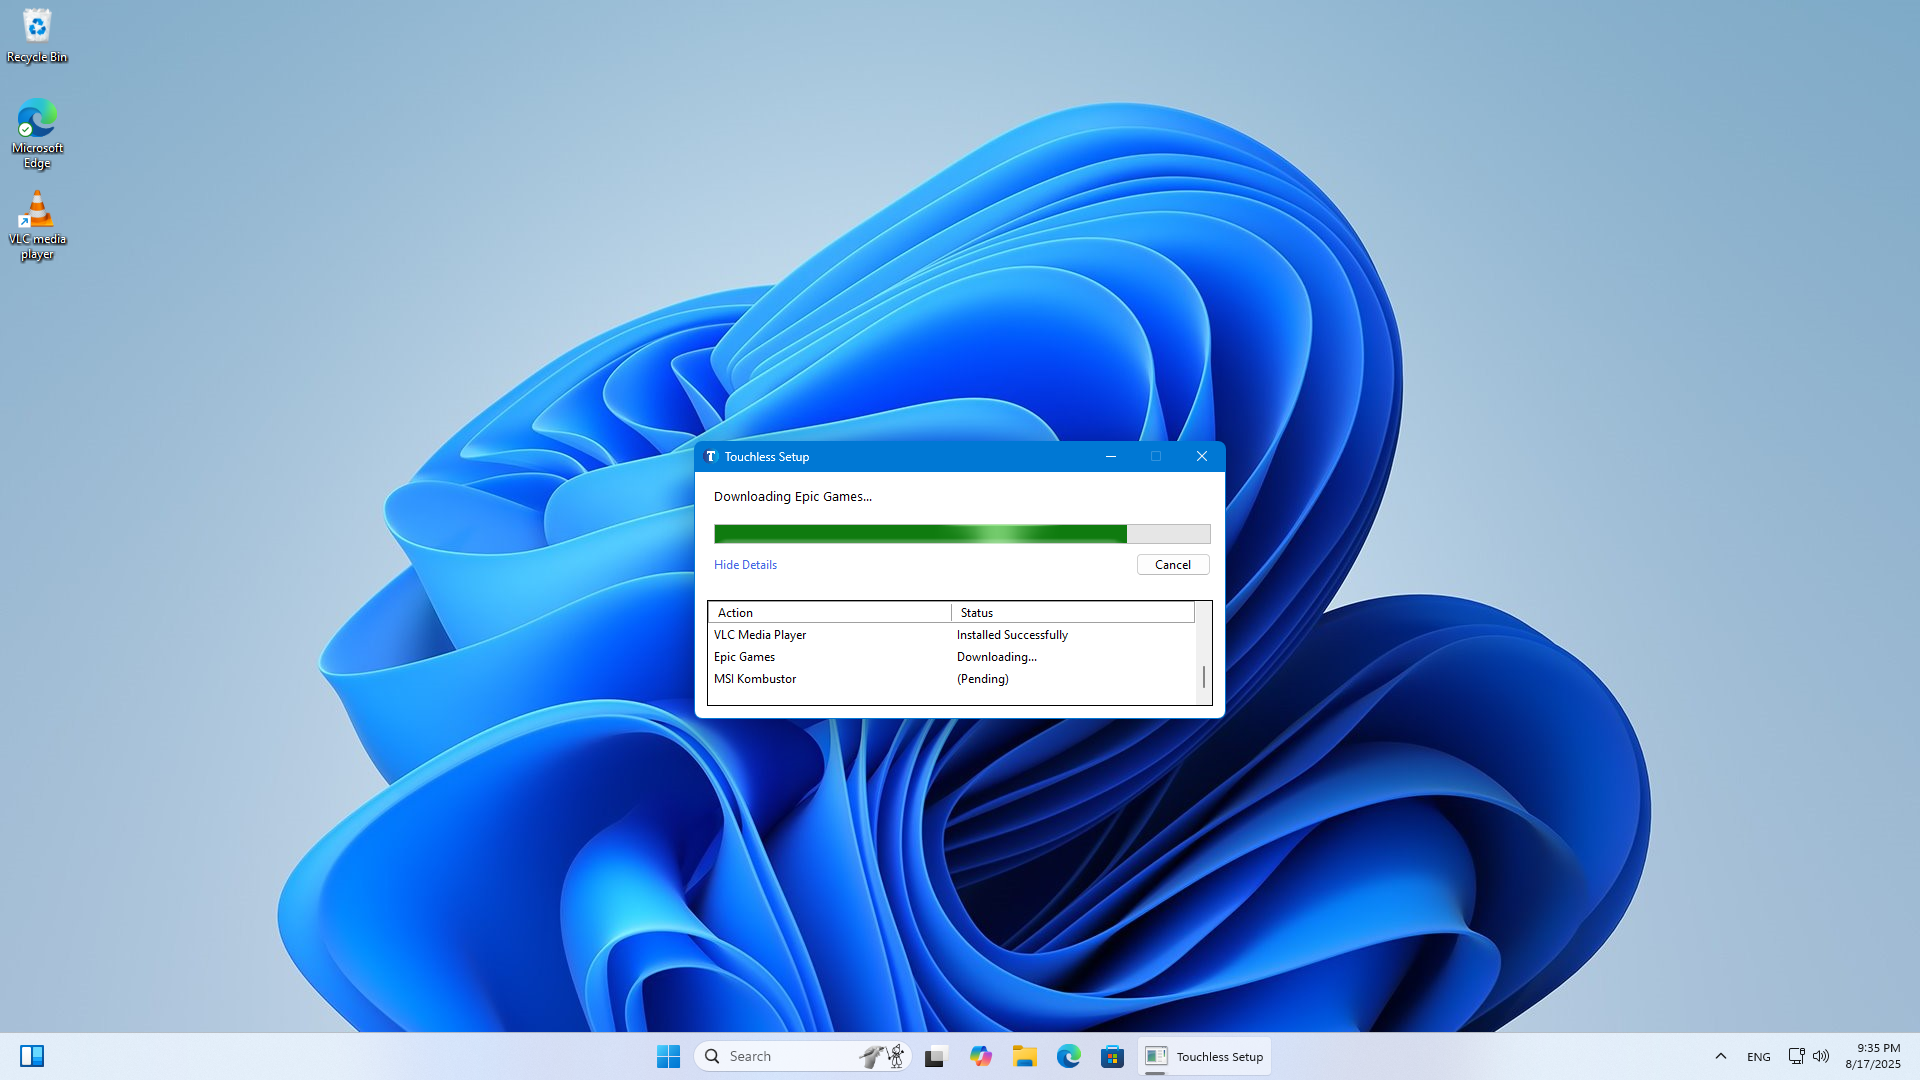 Recycle Bin
Microsoft
Edge
VLC media
player
T Touchless Setup
Downloading Epic Games...
Hide Details
Cancel
Action Status
VLC Media Player Installed Successfully
Epic Games Downloading...
MSI Kombustor (Pending)
Search
Touchless Setup
ENG
9:35 PM
8/17/2025